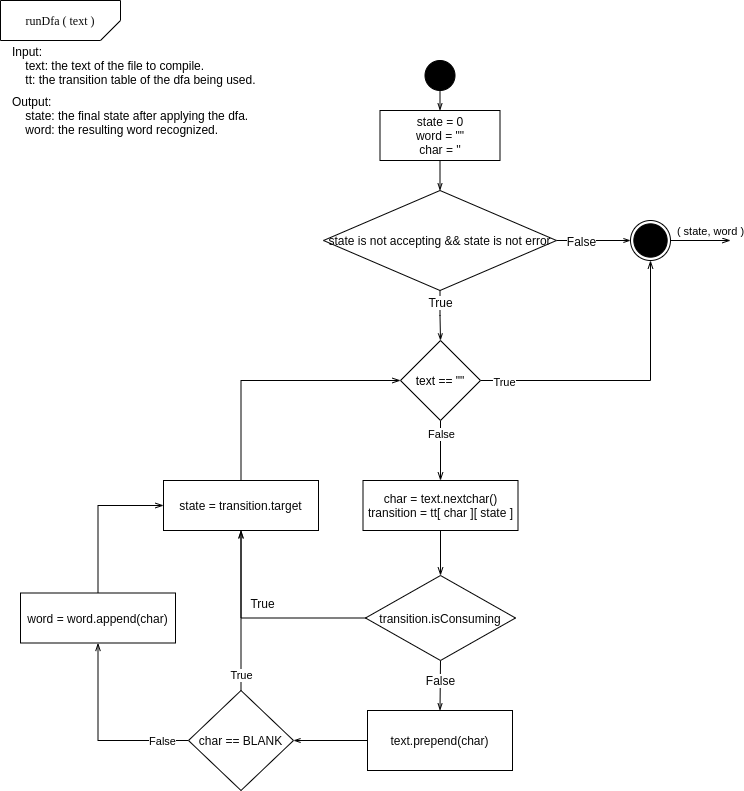 runDfa ( text )
Input:
text: the text of the file to compile.
tt: the transition table of the dfa being used.
Output:
state: the final state after applying the dfa.
word: the resulting word recognized.
state = 0
word = ""
char = ''
state is not accepting && state is not error
False
( state, word )
True
text == ""
True
False
state = transition.target
char = text.nextchar()
transition = tt[ char ][ state ]
True
transition.isConsuming
word = word.append(char)
True
False
False
char == BLANK
text.prepend(char)